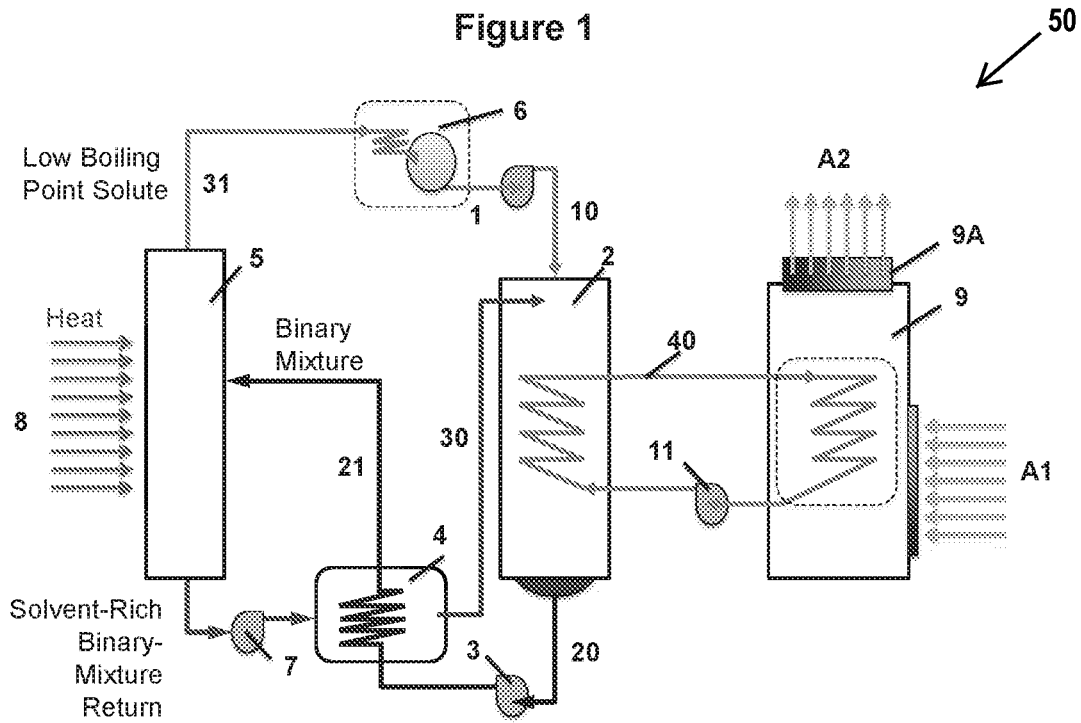 Figure 1
50
6
A2
Low Boiling
Point Solute
31
1
10
9A
5
2
9
Heat
Binary
Mixture
40
8
30
21
11
A1
4
Solvent-Rich
Binary-
Mixture
Return
7
3
20